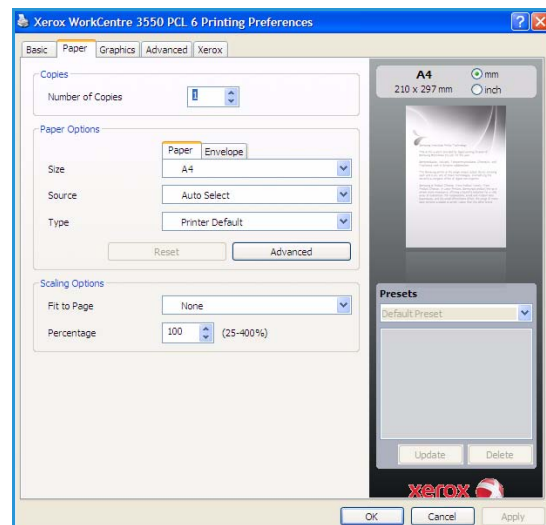 Xerox WorkCentre 3550 PCL 6 Printing Preferences
Basic Paper Graphics Advanced Xerox
Copies
Number of Copies 1
Paper Options
Paper Envelope
Size A4
Source Auto Select
Type Printer Default
Reset Advanced
Scaling Options
Fit to Page None
Percentage 100 (25-400%)
A4
210 x 297 mm
mm
inch
Presets
Default Preset
Update Delete
xerox
OK Cancel Apply